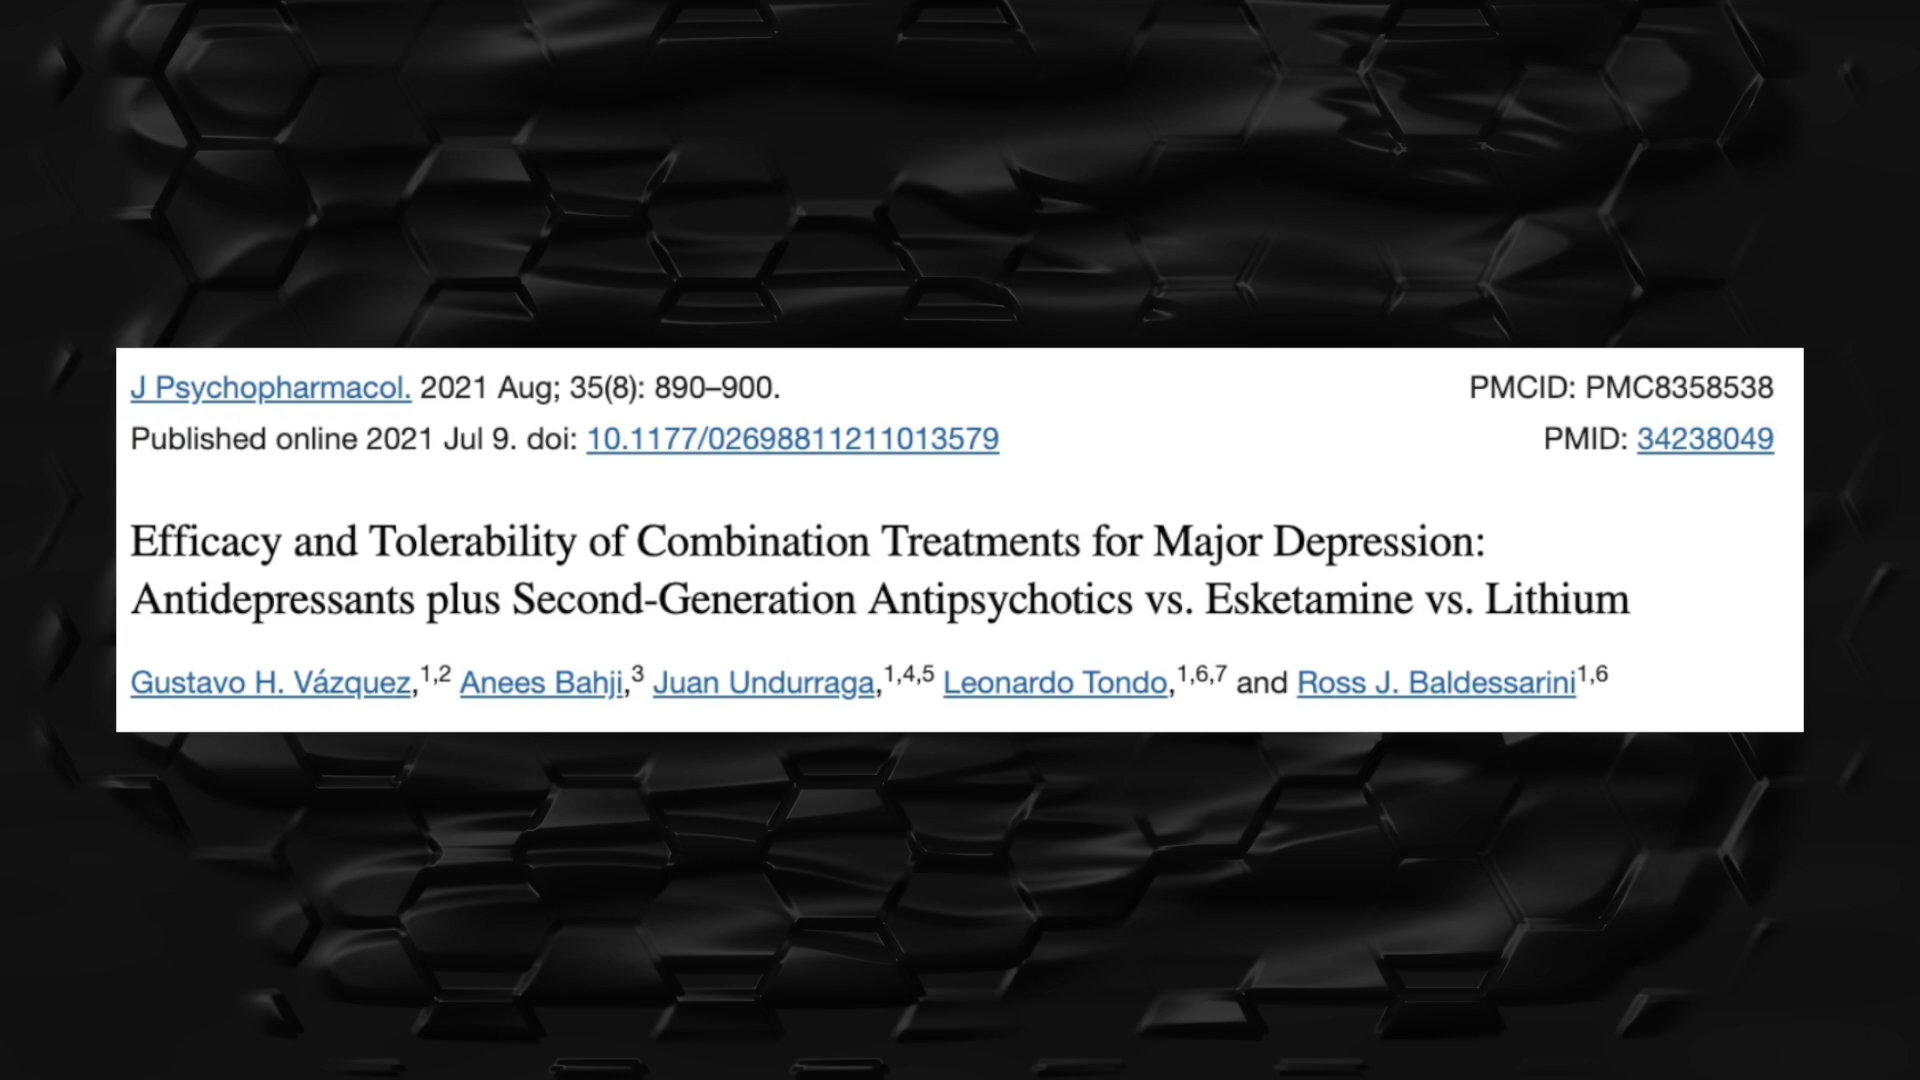 J Psychopharmacol. 2021 Aug; 35(8): 890–900. PMCID: PMC8358538
Published online 2021 Jul 9. doi: 10.1177/02698811211013579 PMID: 34238049
Efficacy and Tolerability of Combination Treatments for Major Depression:
Antidepressants plus Second-Generation Antipsychotics vs. Esketamine vs. Lithium
Gustavo H. Vázquez,1,2 Anees Bahji,3 Juan Undurraga,1,4,5 Leonardo Tondo,1,6,7 and Ross J. Baldessarini1,6